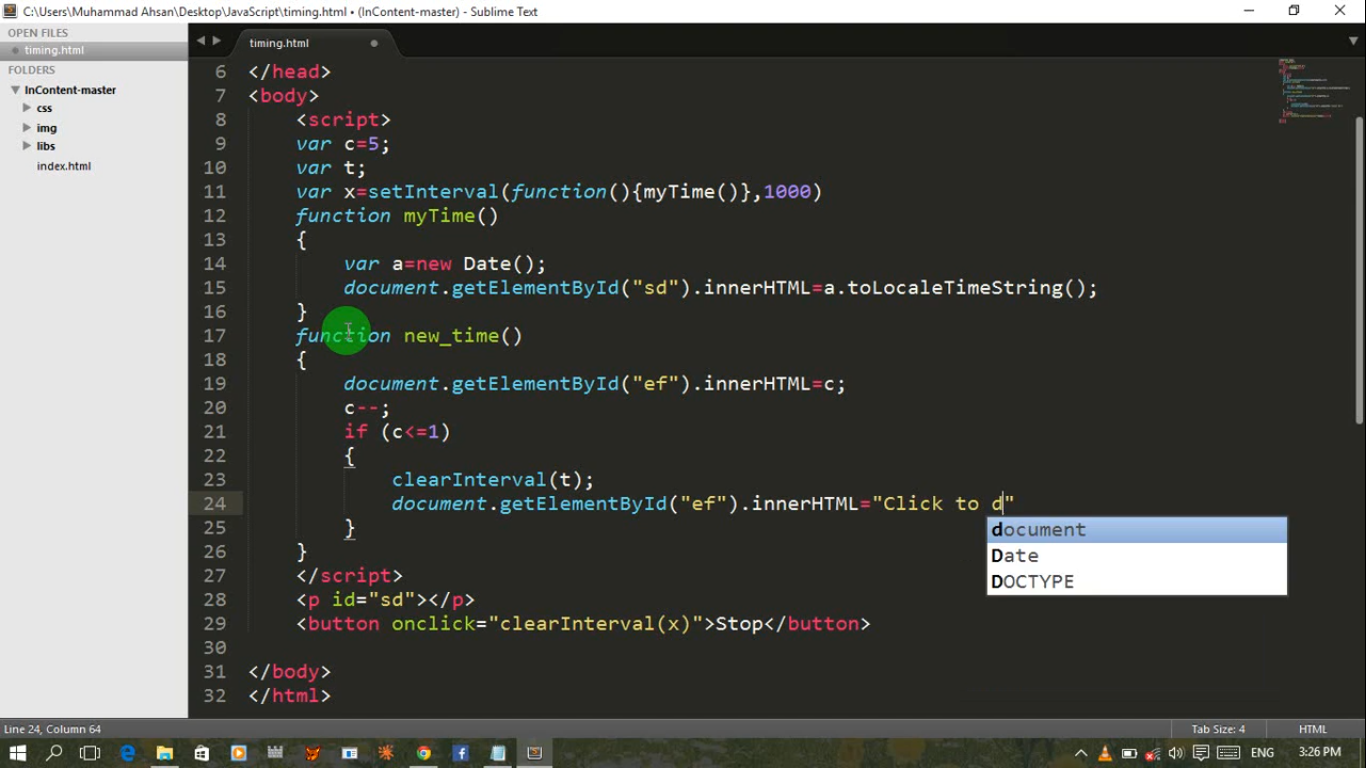 C:\Users\Muhammad Ahsan\Desktop\JavaScript\timing.html • (InContent-master) - Sublime Text
OPEN FILES
timing.html
FOLDERS
InContent-master
css
img
libs
index.html
timing.html
6 </head>
7 <body>
8 <script>
9 var c=5;
10 var t;
11 var x=setInterval(function(){myTime()},1000)
12 function myTime()
13 {
14 var a=new Date();
15 document.getElementById("sd").innerHTML=a.toLocaleTimeString();
16 }
17 function new_time()
18 {
19 document.getElementById("ef").innerHTML=c;
20 c--;
21 if (c<=1)
22 {
23 clearInterval(t);
24 document.getElementById("ef").innerHTML="Click to d"
document
Date
DOCTYPE
25 }
26 }
27 </script>
28 <p id="sd"></p>
29 <button onclick="clearInterval(x)">Stop</button>
30
31 </body>
32 </html>
Line 24, Column 64
Tab Size: 4
HTML
ENG
3:26 PM